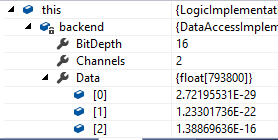 this {LogicImplementat
backend {DataAccessImplem
BitDepth 16
Channels 2
Data {float[793800]}
[0] 2.72195531E-29
[1] 1.23301736E-22
[2] 1.38869636E-16